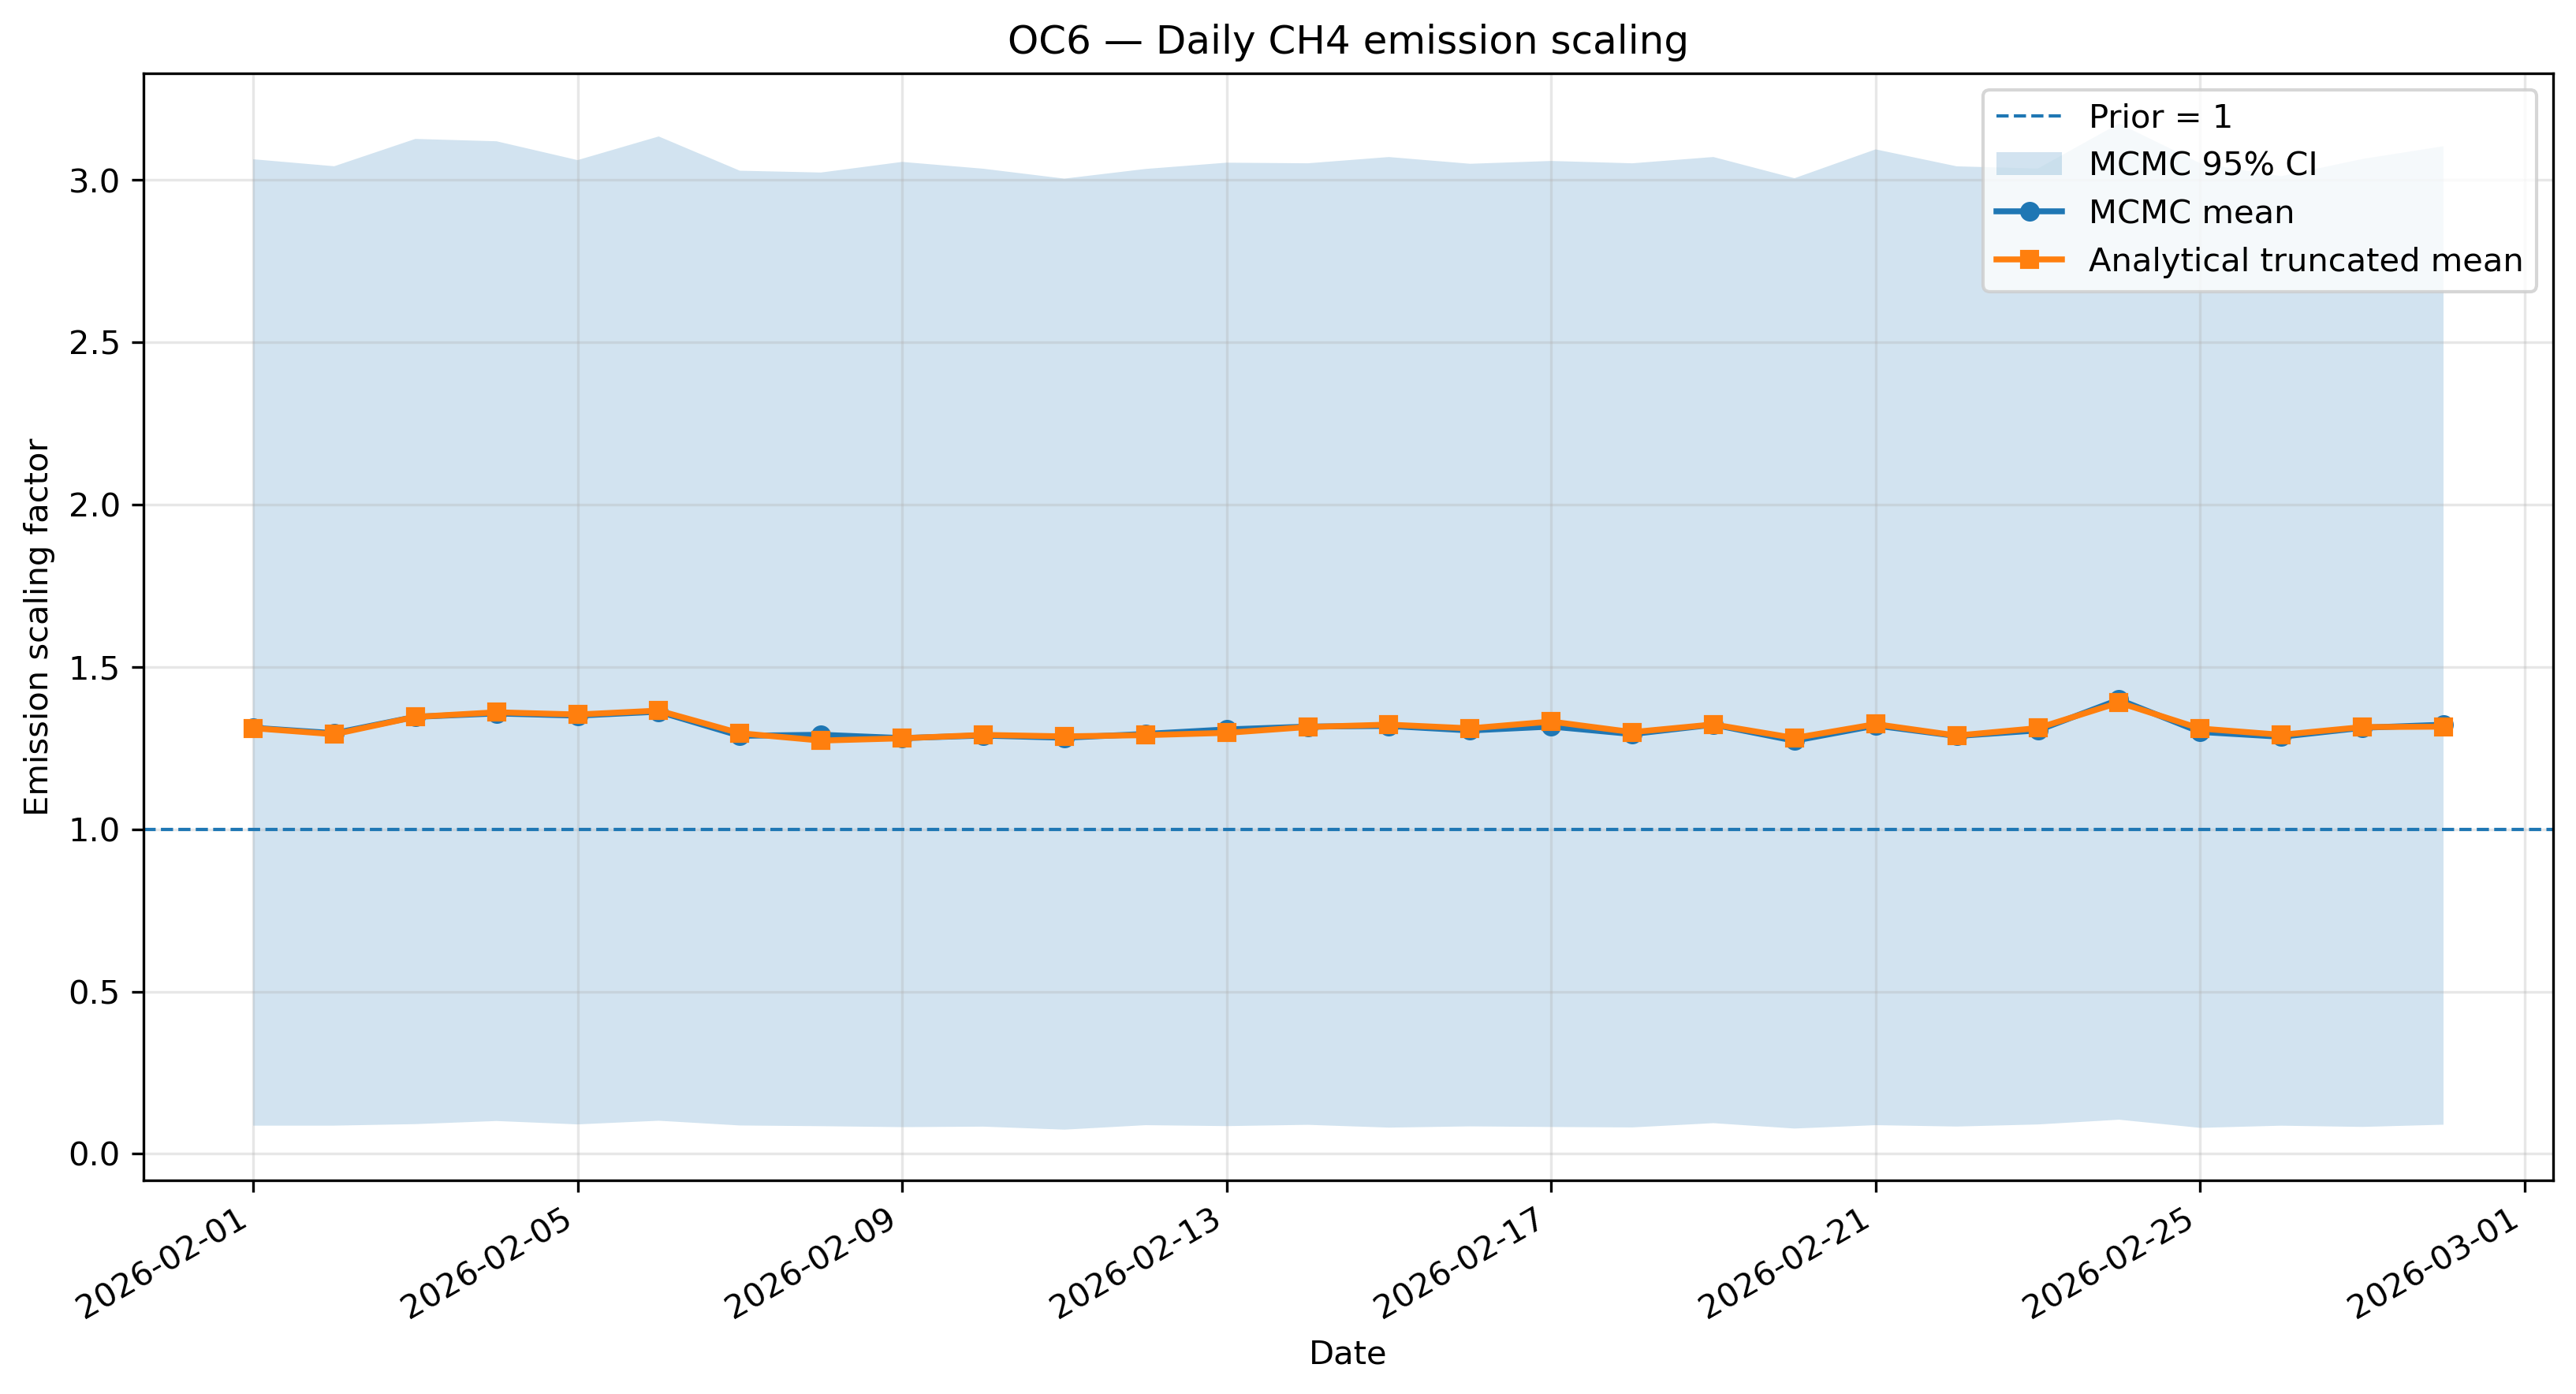 OC6 — Daily CH4 emission scaling
Prior = 1
MCMC 95% CI
MCMC mean
Analytical truncated mean
Emission scaling factor
3.0
2.5
2.0
1.5
1.0
0.5
0.0
2026-02-01
2026-02-05
2026-02-09
2026-02-13
2026-02-17
2026-02-21
2026-02-25
2026-03-01
Date